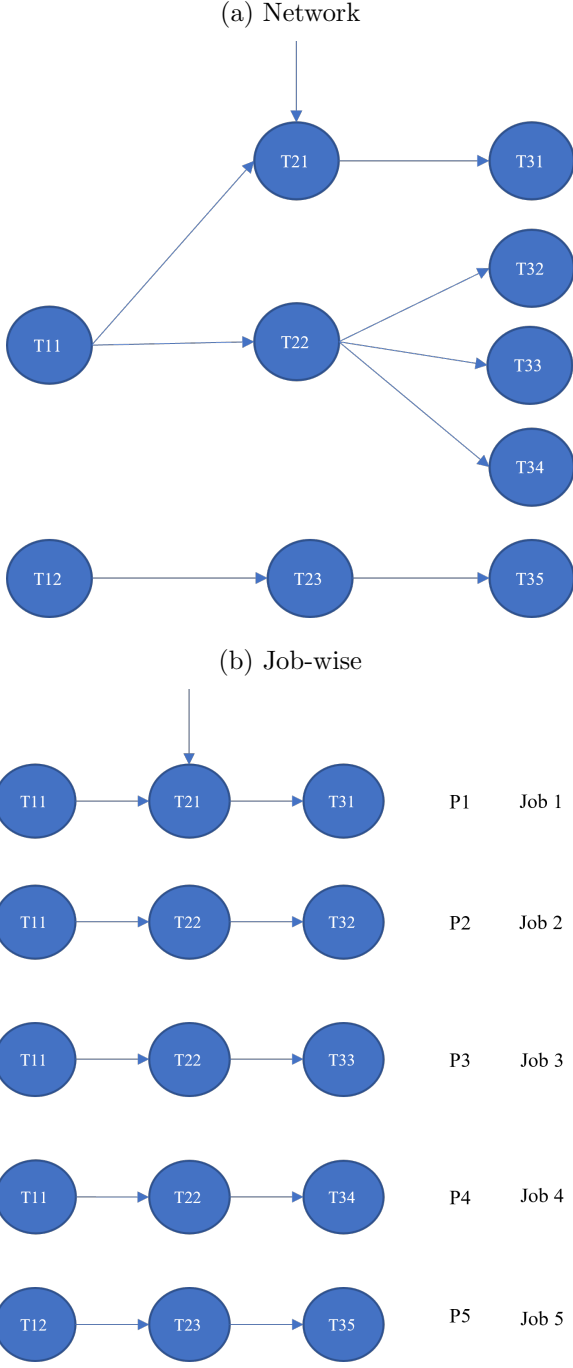 (a) Network
T21
T31
T32
T11
T22
T33
T34
T12
T23
T35
(b) Job-wise
T11 T21 T31 P1 Job 1
T11 T22 T32 P2 Job 2
T11 T22 T33 P3 Job 3
T11 T22 T34 P4 Job 4
T12 T23 T35 P5 Job 5